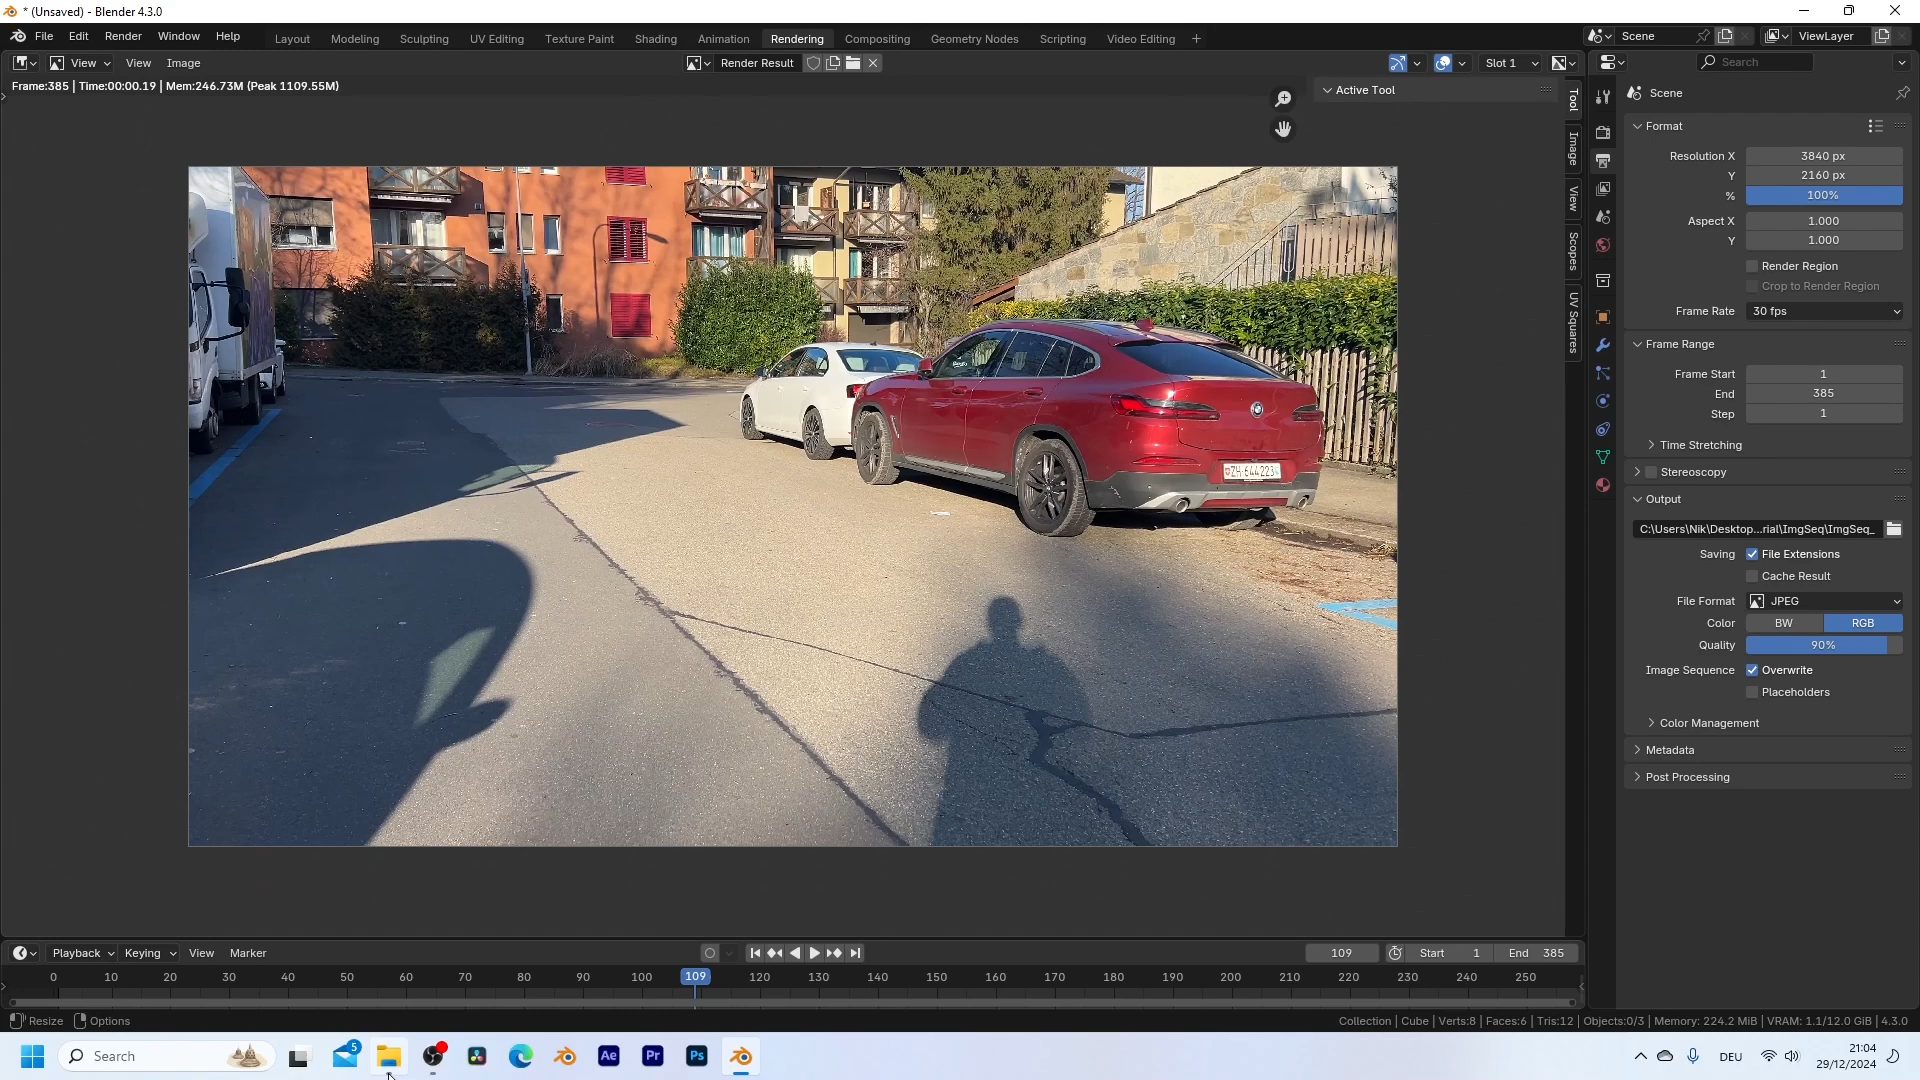 * (Unsaved) - Blender 4.3.0
File Edit Render Window Help Layout Modeling Sculpting UV Editing Texture Paint Shading Animation Rendering Compositing Geometry Nodes Scripting Video Editing + Scene ViewLayer
View View Image Render Result Slot 1 Search
Frame:385 | Time:00:00.19 | Mem:246.73M (Peak 1109.55M)
Active Tool
Tool
Image
View
Scopes
UV Squares
ZH·644223
Scene
Format
Resolution X 3840 px
Y 2160 px
% 100%
Aspect X 1.000
Y 1.000
Render Region
Crop to Render Region
Frame Rate 30 fps
Frame Range
Frame Start 1
End 385
Step 1
Time Stretching
Stereoscopy
Output
C:\Users\Nik\Desktop...rial\ImgSeq\ImgSeq_
Saving File Extensions
Cache Result
File Format JPEG
Color BW RGB
Quality 90%
Image Sequence Overwrite
Placeholders
Color Management
Metadata
Post Processing
Playback Keying View Marker 109 Start 1 End 385
0 10 20 30 40 50 60 70 80 90 100 109 120 130 140 150 160 170 180 190 200 210 220 230 240 250
Resize Options Collection | Cube | Verts:8 | Faces:6 | Tris:12 | Objects:0/3 | Memory: 224.2 MiB | VRAM: 1.1/12.0 GiB | 4.3.0
Search 5 Ae Pr Ps DEU 21:04
29/12/2024